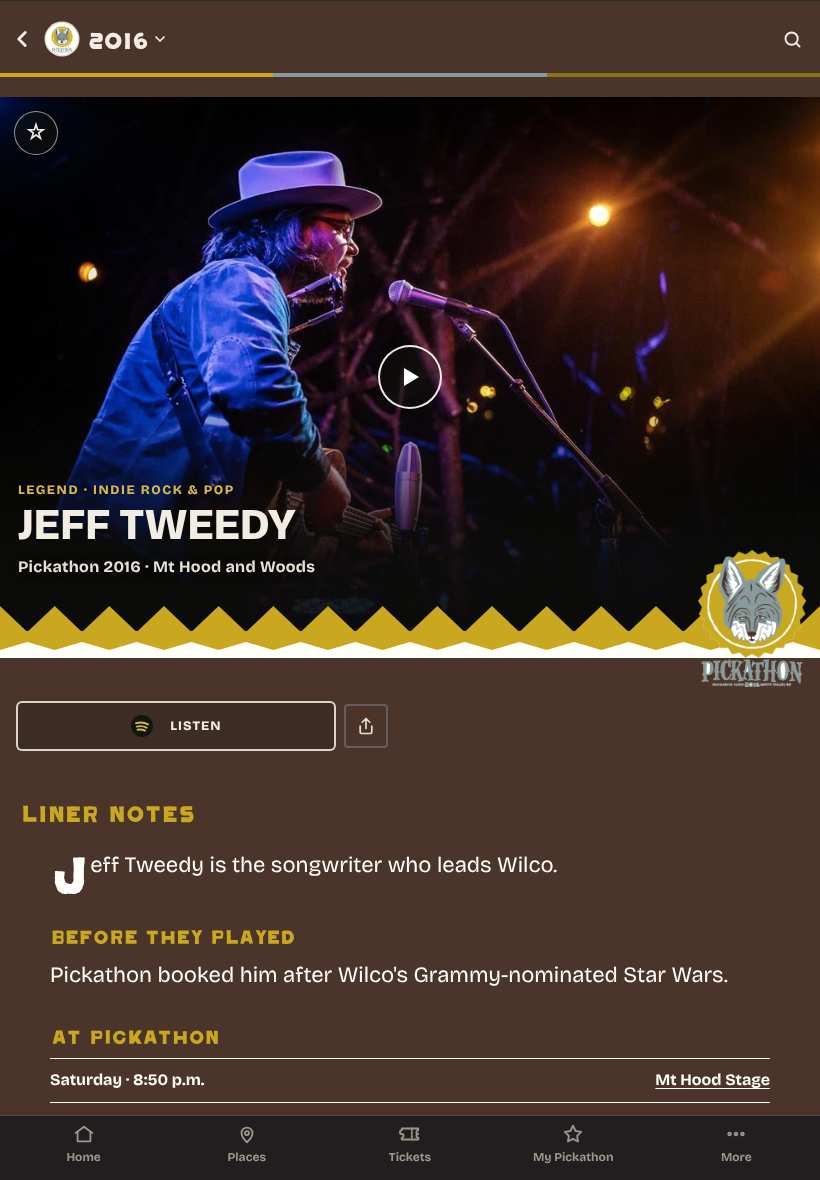 2016
LEGEND · INDIE ROCK & POP
JEFF TWEEDY
Pickathon 2016 · Mt Hood and Woods
PICKATHON
LISTEN
LINER NOTES
Jeff Tweedy is the songwriter who leads Wilco.
BEFORE THEY PLAYED
Pickathon booked him after Wilco's Grammy-nominated Star Wars.
AT PICKATHON
Saturday · 8:50 p.m.
Mt Hood Stage
Home
Places
Tickets
My Pickathon
More